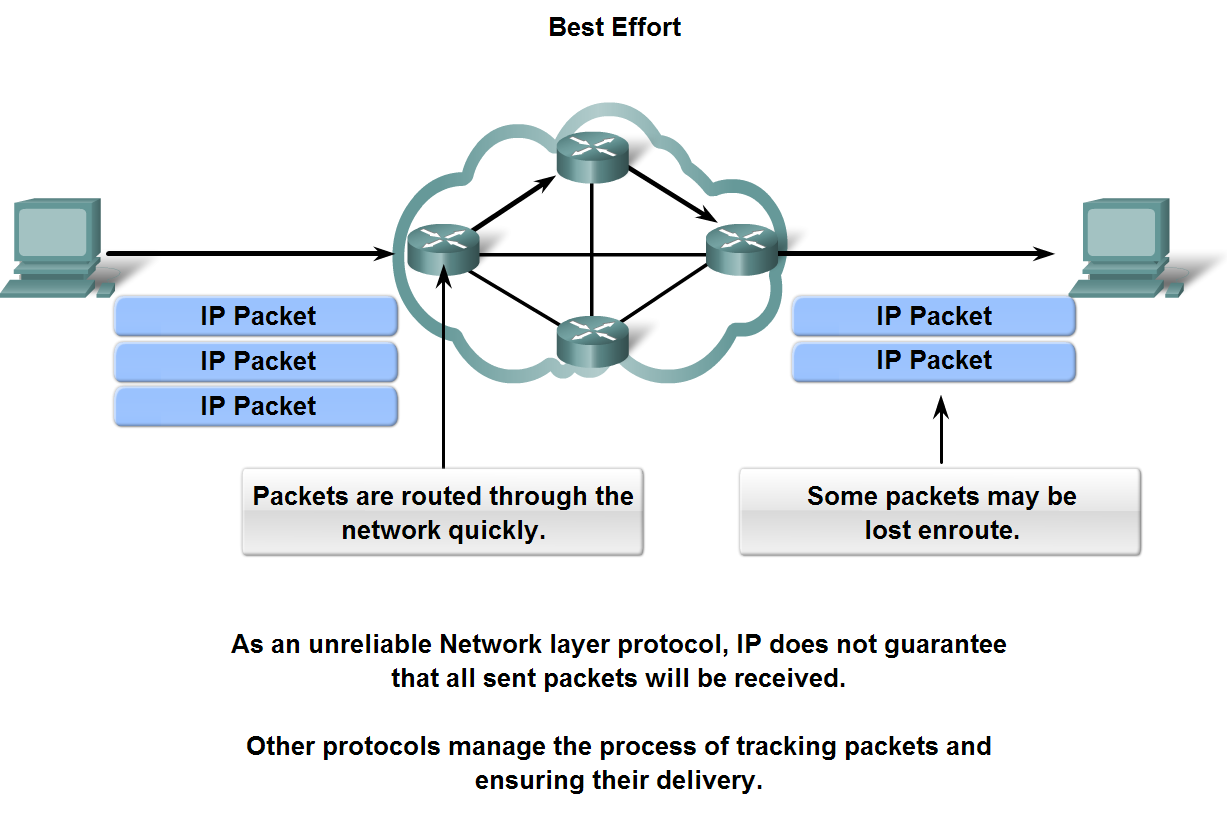 Best Effort
IP Packet
IP Packet
IP Packet
IP Packet
IP Packet
Packets are routed through the
network quickly.
Some packets may be
lost enroute.
As an unreliable Network layer protocol, IP does not guarantee
that all sent packets will be received.
Other protocols manage the process of tracking packets and
ensuring their delivery.